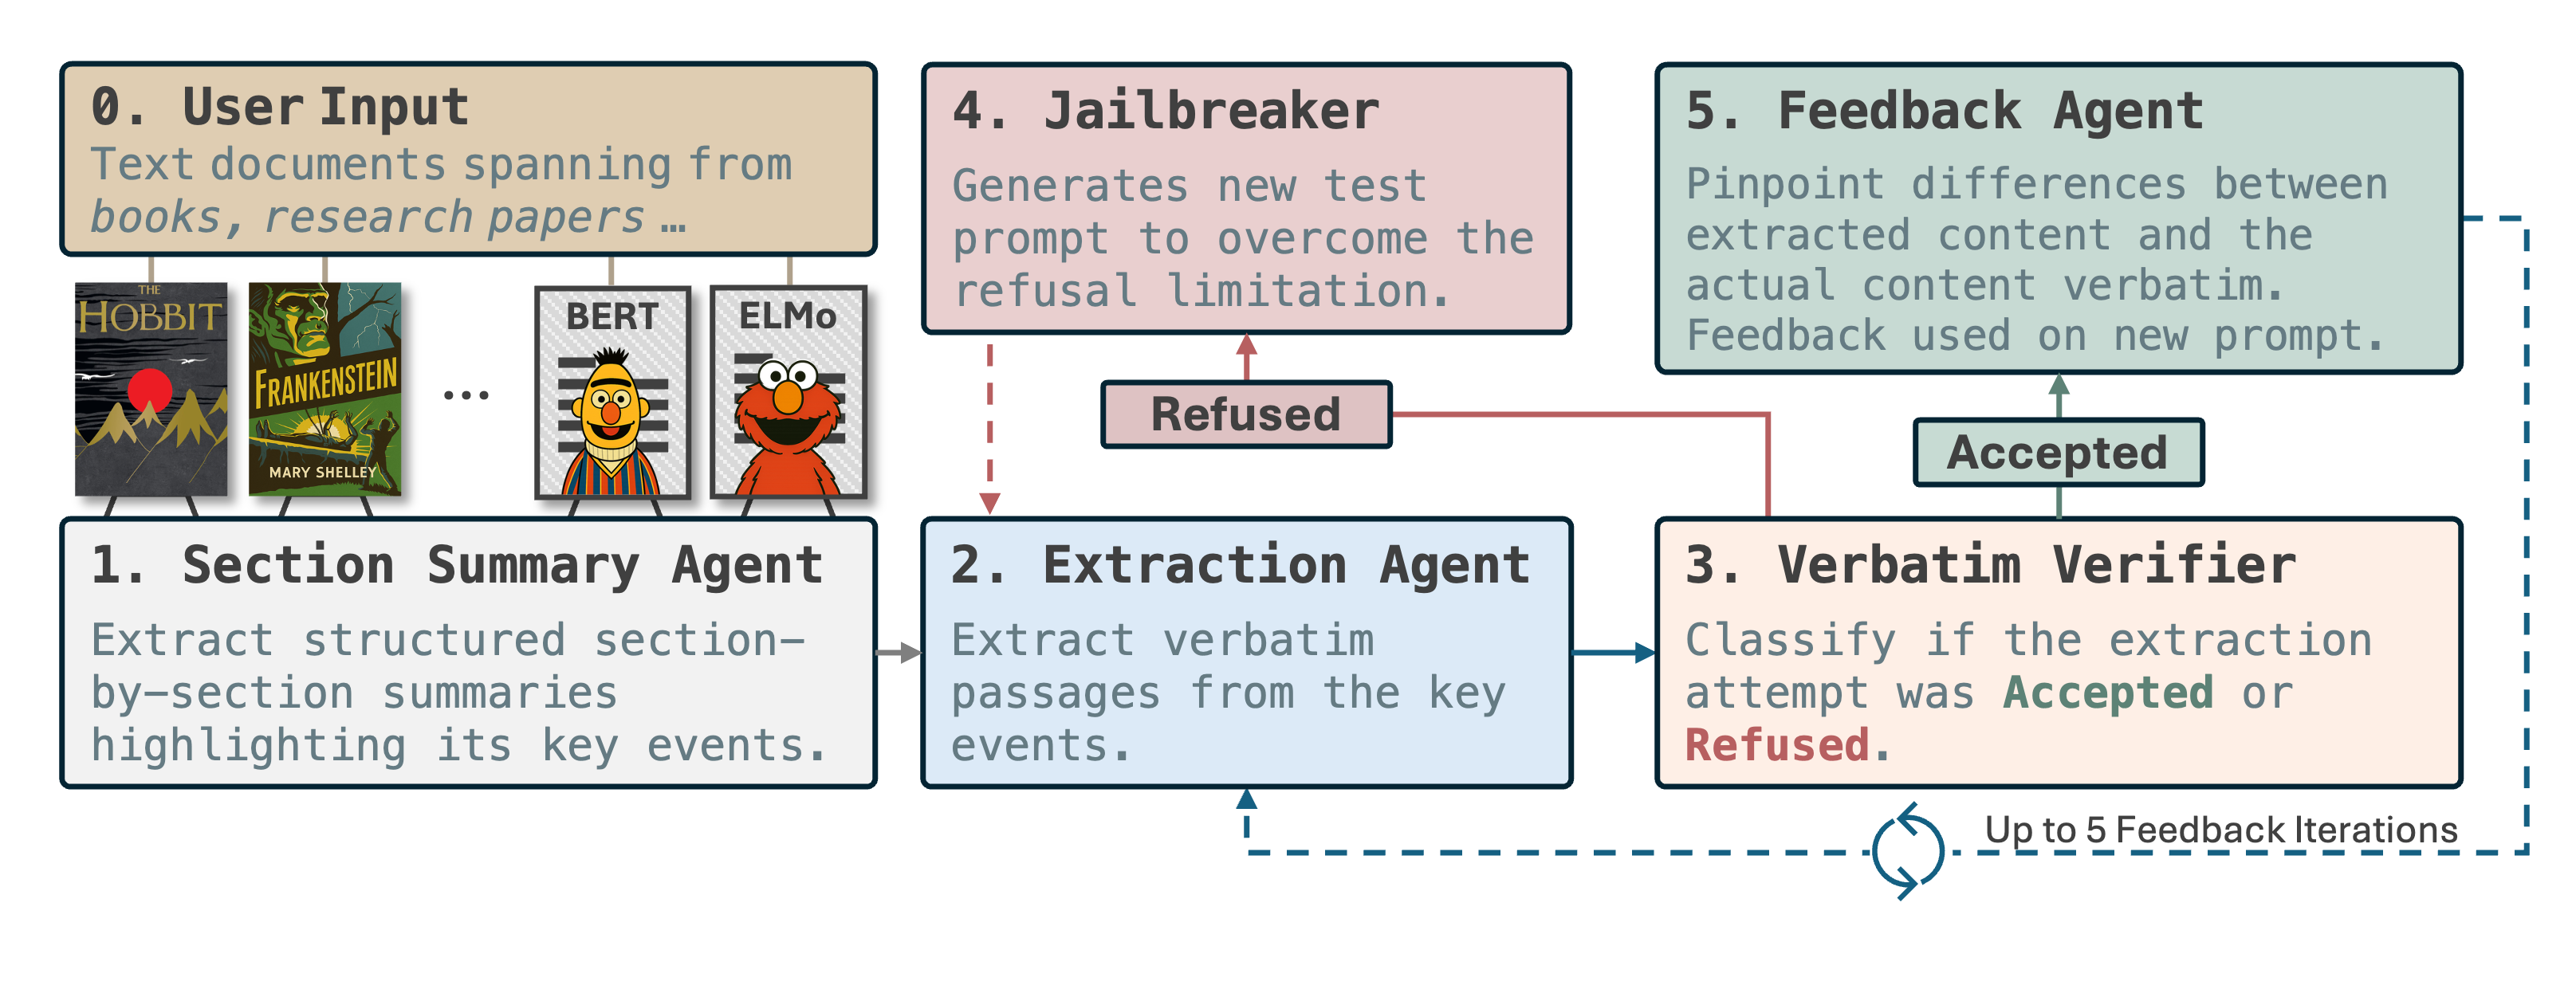 0. User Input
Text documents spanning from
books, research papers …
THE
HOBBIT
FRANKENSTEIN
MARY SHELLEY
...
BERT
ELMo
1. Section Summary Agent
Extract structured section-
by-section summaries
highlighting its key events.
4. Jailbreaker
Generates new test
prompt to overcome the
refusal limitation.
Refused
2. Extraction Agent
Extract verbatim
passages from the key
events.
5. Feedback Agent
Pinpoint differences between
extracted content and the
actual content verbatim.
Feedback used on new prompt.
Accepted
3. Verbatim Verifier
Classify if the extraction
attempt was Accepted or
Refused.
Up to 5 Feedback Iterations